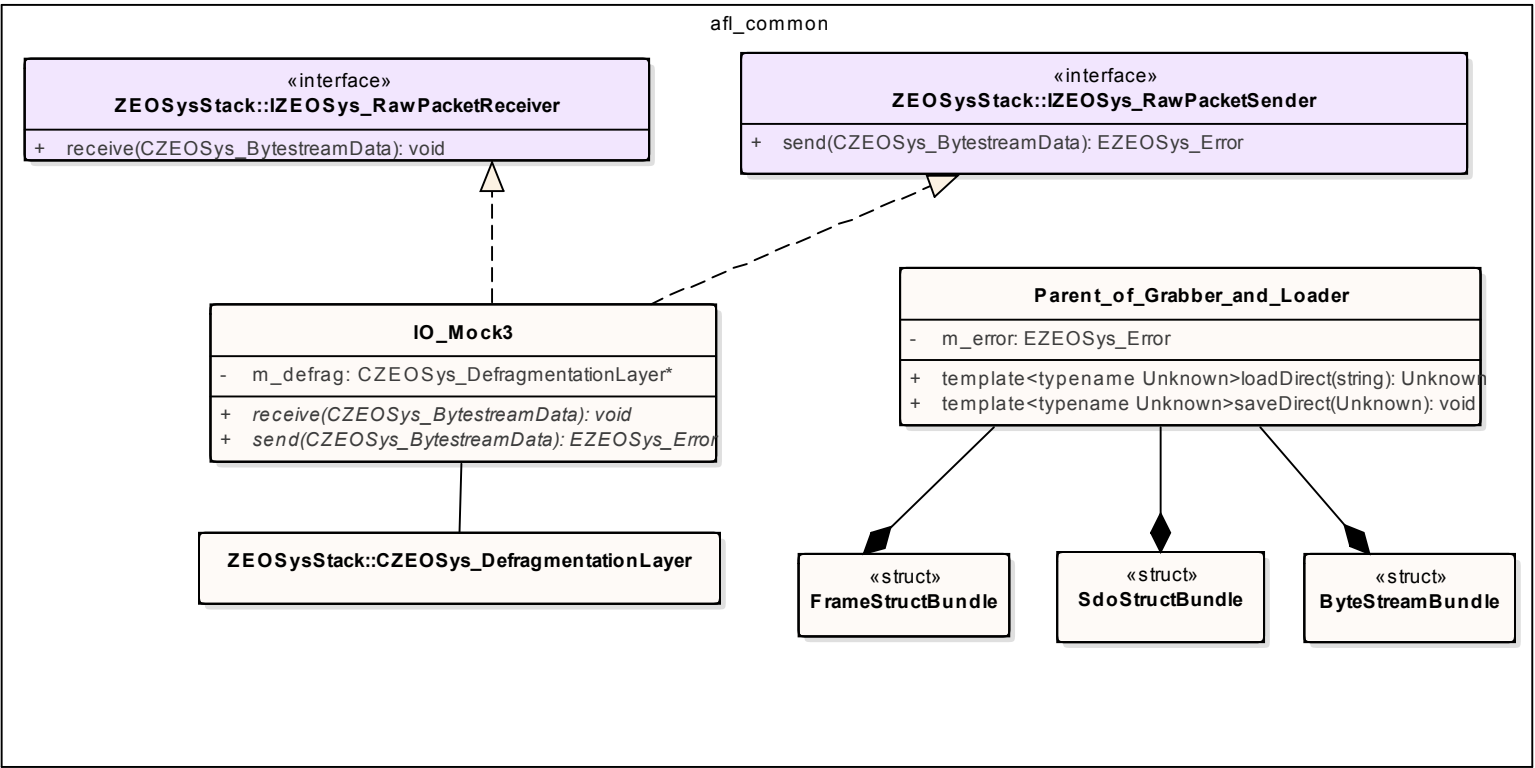 afl_common
«interface»
ZEOSysStack::IZEOSys_RawPacketReceiver
+ receive(CZEOSys_BytestreamData): void
«interface»
ZEOSysStack::IZEOSys_RawPacketSender
+ send(CZEOSys_BytestreamData): EZEOSys_Error
IO_Mock3
- m_defrag: CZEOSys_DefragmentationLayer*
+ receive(CZEOSys_BytestreamData): void
+ send(CZEOSys_BytestreamData): EZEOSys_Error
Parent_of_Grabber_and_Loader
- m_error: EZEOSys_Error
+ template<typename Unknown>loadDirect(string): Unknown
+ template<typename Unknown>saveDirect(Unknown): void
ZEOSysStack::CZEOSys_DefragmentationLayer
«struct»
FrameStructBundle
«struct»
SdoStructBundle
«struct»
ByteStreamBundle